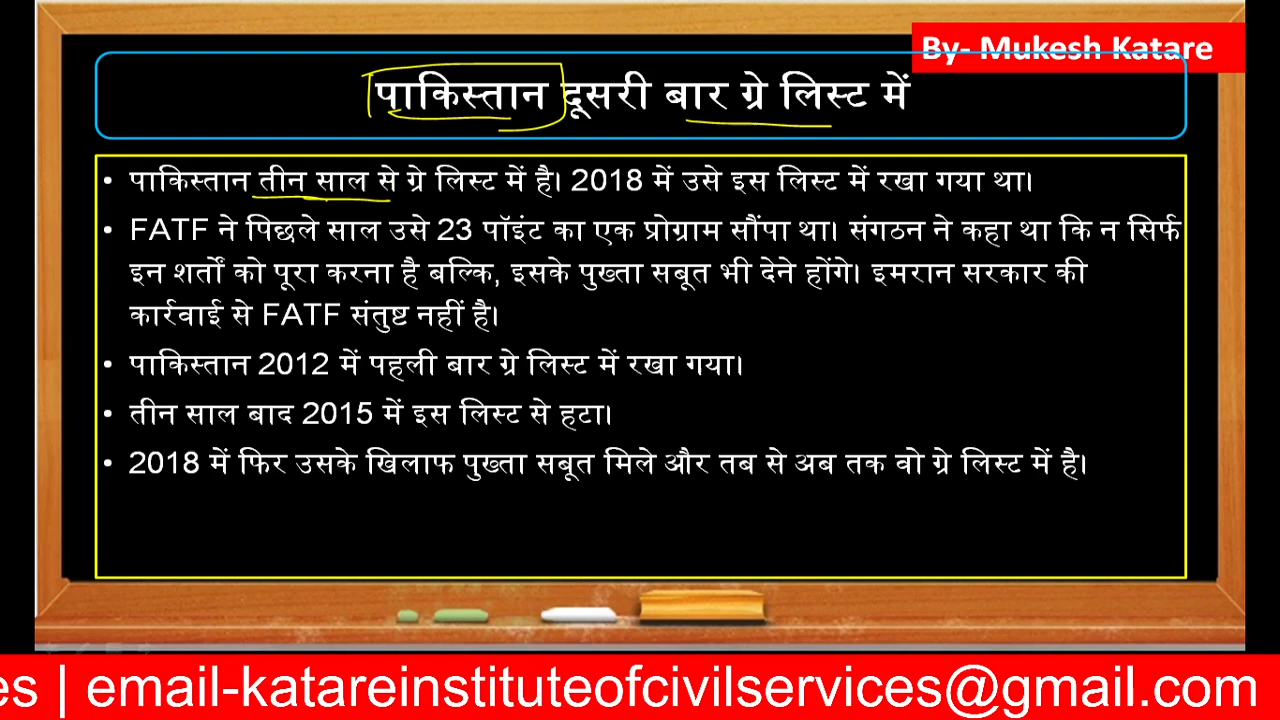 By- Mukesh Katare
पाकिस्तान दूसरी बार ग्रे लिस्ट में
• पाकिस्तान तीन साल से ग्रे लिस्ट में है। 2018 में उसे इस लिस्ट में रखा गया था।
• FATF ने पिछले साल उसे 23 पॉइंट का एक प्रोग्राम सौंपा था। संगठन ने कहा था कि न सिर्फ
इन शर्तों को पूरा करना है बल्कि, इसके पुख्ता सबूत भी देने होंगे। इमरान सरकार की
कार्रवाई से FATF संतुष्ट नहीं है।
• पाकिस्तान 2012 में पहली बार ग्रे लिस्ट में रखा गया।
• तीन साल बाद 2015 में इस लिस्ट से हटा।
• 2018 में फिर उसके खिलाफ पुख्ता सबूत मिले और तब से अब तक वो ग्रे लिस्ट में है।
es | email-katareinstituteofcivilservices@gmail.com